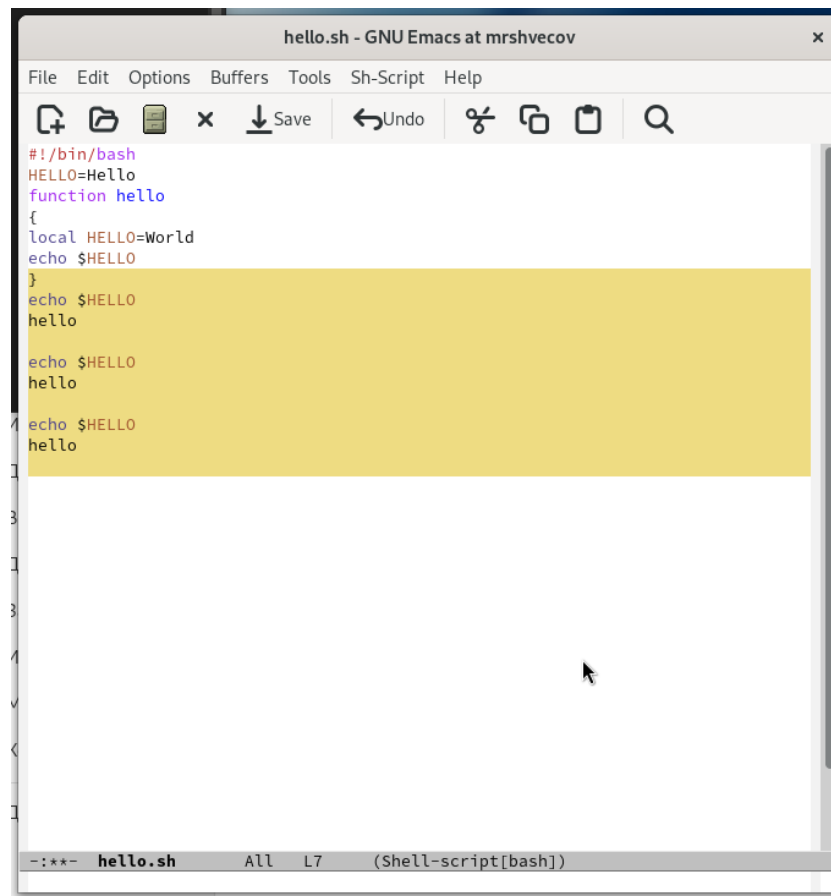 hello.sh - GNU Emacs at mrshvecov
File Edit Options Buffers Tools Sh-Script Help
Save Undo
#!/bin/bash
HELLO=Hello
function hello
{
local HELLO=World
echo $HELLO
}
echo $HELLO
hello
echo $HELLO
hello
echo $HELLO
hello
-:**- hello.sh All L7 (Shell-script[bash])